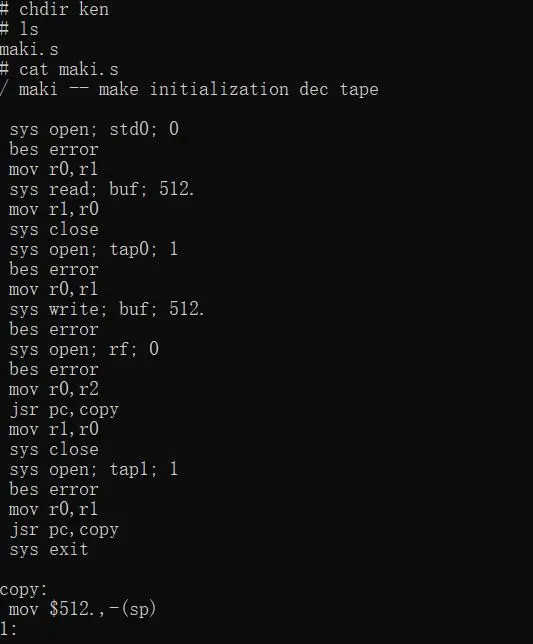 # chdir ken
# ls
maki.s
# cat maki.s
/ maki -- make initialization dec tape
sys open; std0; 0
bes error
mov r0,r1
sys read; buf; 512.
mov r1,r0
sys close
sys open; tap0; 1
bes error
mov r0,r1
sys write; buf; 512.
bes error
sys open; rf; 0
bes error
mov r0,r2
jsr pc,copy
mov r1,r0
sys close
sys open; tap1; 1
bes error
mov r0,r1
jsr pc,copy
sys exit
copy:
mov $512.,-(sp)
1: